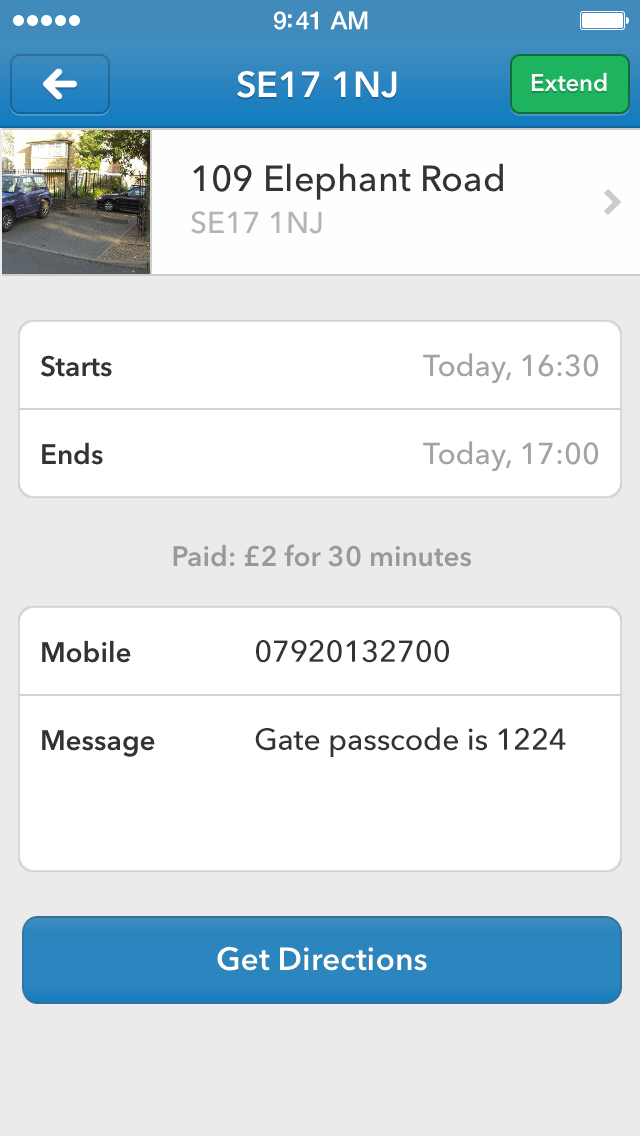 9:41 AM
SE17 1NJ
Extend
109 Elephant Road
SE17 1NJ
Starts Today, 16:30
Ends Today, 17:00
Paid: £2 for 30 minutes
Mobile 07920132700
Message Gate passcode is 1224
Get Directions